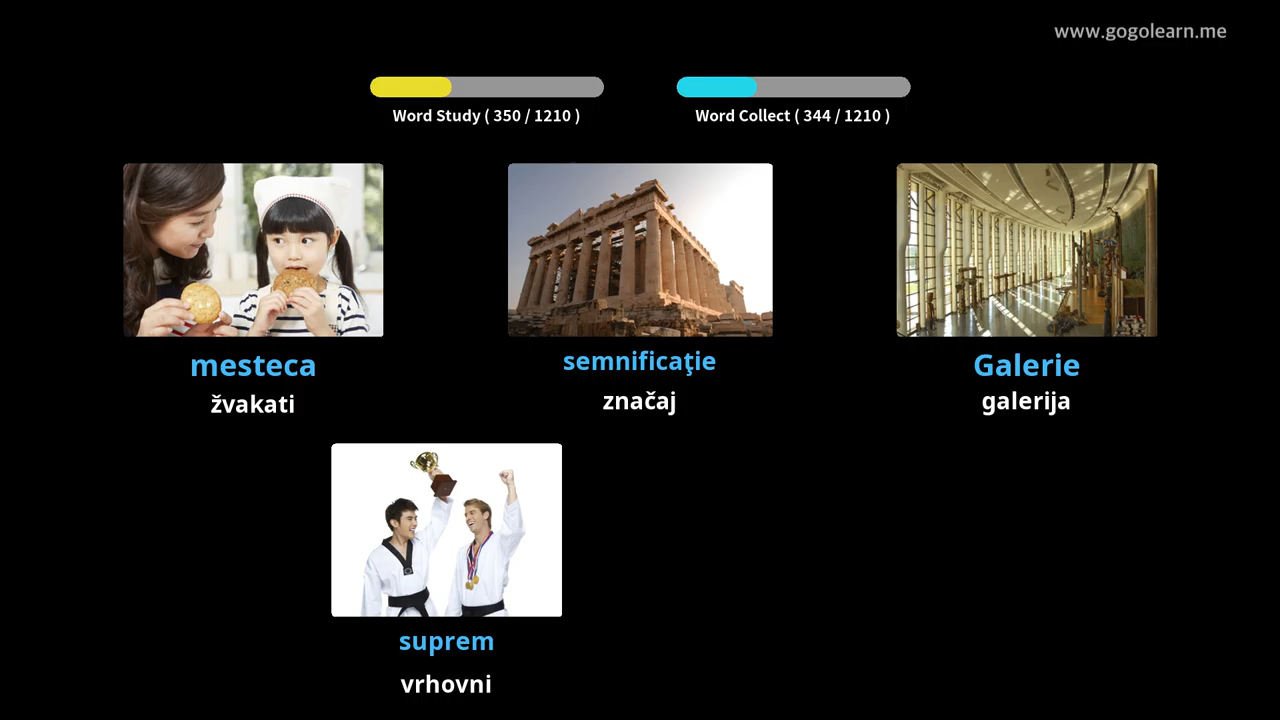 www.gogolearn.me
Word Study ( 350 / 1210 )
Word Collect ( 344 / 1210 )
mesteca
žvakati
semnificaţie
značaj
Galerie
galerija
suprem
vrhovni